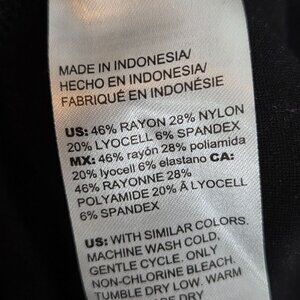 MADE IN INDONESIA/
HECHO EN INDONESIA/
FABRIQUÉ EN INDONÉSIE
US: 46% RAYON 28% NYLON
20% LYOCELL 6% SPANDEX
MX: 46% rayón 28% poliamida
20% lyocell 6% elastano CA:
46% RAYONNE 28%
POLYAMIDE 20% À LYOCELL
6% SPANDEX
US: WITH SIMILAR COLORS.
MACHINE WASH COLD,
GENTLE CYCLE. ONLY
NON-CHLORINE BLEACH.
TUMBLE DRY LOW. WARM
DRY